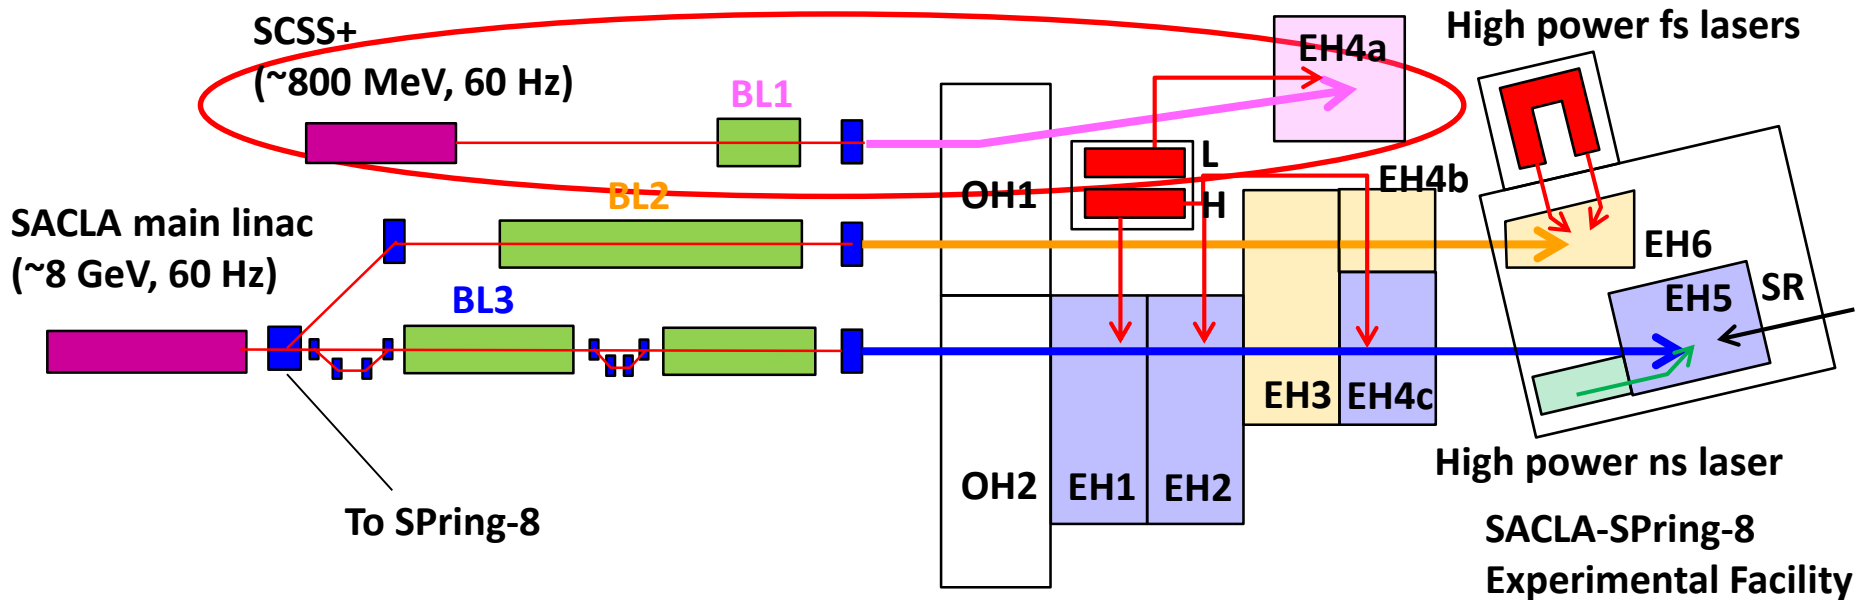 SCSS+
(~800 MeV, 60 Hz)
BL1
EH4a
High power fs lasers
L
H
OH1
EH4b
BL2
SACLA main linac
(~8 GeV, 60 Hz)
EH6
BL3
EH5
SR
EH3
EH4c
High power ns laser
OH2
EH1
EH2
To SPring-8
SACLA-SPring-8
Experimental Facility